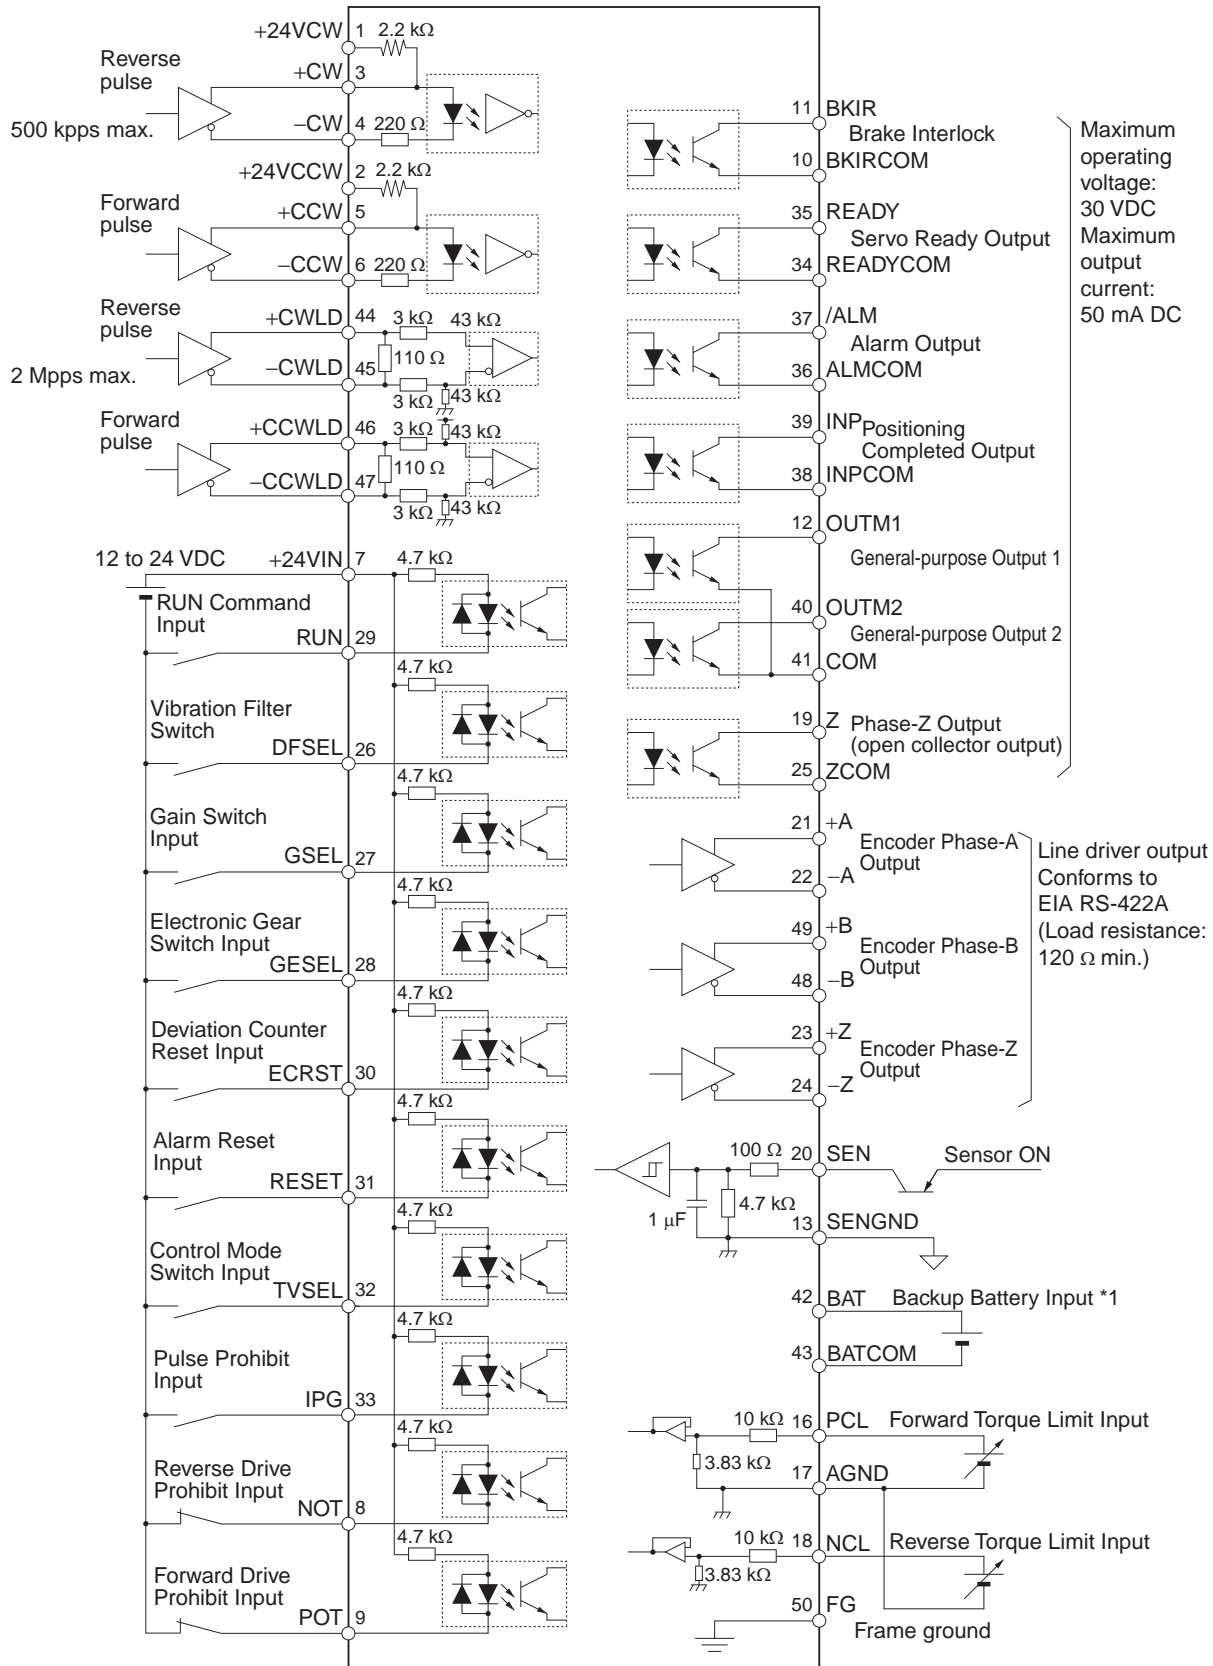 +24VCW 1 2.2 kΩ
Reverse
pulse
+CW 3
500 kpps max.
−CW 4 220 Ω
+24VCCW 2 2.2 kΩ
Forward
pulse
+CCW 5
−CCW 6 220 Ω
Reverse
pulse
+CWLD 44 3 kΩ 43 kΩ
110 Ω
2 Mpps max.
−CWLD 45
3 kΩ 43 kΩ
Forward
pulse
+CCWLD 46 3 kΩ 43 kΩ
110 Ω
−CCWLD 47
3 kΩ 43 kΩ
12 to 24 VDC +24VIN 7 4.7 kΩ
RUN Command
Input
RUN 29
4.7 kΩ
Vibration Filter
Switch
DFSEL 26
4.7 kΩ
Gain Switch
Input
GSEL 27
4.7 kΩ
Electronic Gear
Switch Input
GESEL 28
4.7 kΩ
Deviation Counter
Reset Input
ECRST 30
4.7 kΩ
Alarm Reset
Input
RESET 31
4.7 kΩ
Control Mode
Switch Input
TVSEL 32
4.7 kΩ
Pulse Prohibit
Input
IPG 33
4.7 kΩ
Reverse Drive
Prohibit Input
NOT 8
4.7 kΩ
Forward Drive
Prohibit Input
POT 9
11 BKIR
Brake Interlock
10 BKIRCOM
35 READY
Servo Ready Output
34 READYCOM
37 /ALM
Alarm Output
36 ALMCOM
39 INP Positioning
Completed Output
38 INPCOM
12 OUTM1
General-purpose Output 1
40 OUTM2
General-purpose Output 2
41 COM
19 Z Phase-Z Output
(open collector output)
25 ZCOM
Maximum
operating
voltage:
30 VDC
Maximum
output
current:
50 mA DC
21 +A
Encoder Phase-A
Output
22 −A
49 +B
Encoder Phase-B
Output
48 −B
23 +Z
Encoder Phase-Z
Output
24 −Z
Line driver output
Conforms to
EIA RS-422A
(Load resistance:
120 Ω min.)
100 Ω 20 SEN Sensor ON
4.7 kΩ
1 µF
13 SENGND
42 BAT Backup Battery Input *1
43 BATCOM
10 kΩ 16 PCL Forward Torque Limit Input
3.83 kΩ
17 AGND
10 kΩ 18 NCL Reverse Torque Limit Input
3.83 kΩ
50 FG
Frame ground